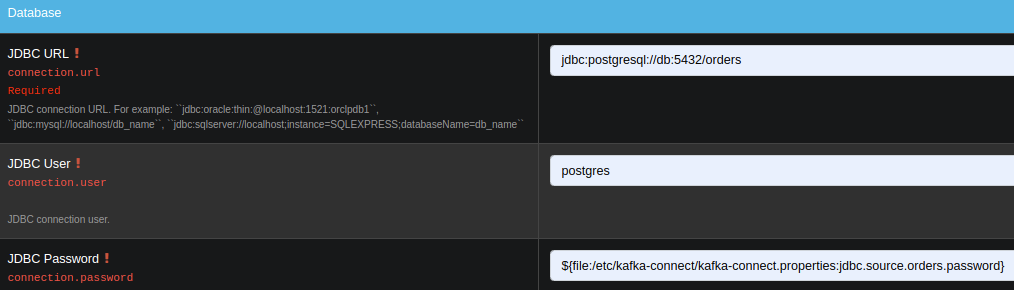 Database
JDBC URL❗
connection.url
Required
JDBC connection URL. For example: ``jdbc:oracle:thin:@localhost:1521:orclpdb1``,
``jdbc:mysql://localhost/db_name``, ``jdbc:sqlserver://localhost;instance=SQLEXPRESS;databaseName=db_name``
jdbc:postgresql://db:5432/orders
JDBC User❗
connection.user
JDBC connection user.
postgres
JDBC Password❗
connection.password
${file:/etc/kafka-connect/kafka-connect.properties:jdbc.source.orders.password}